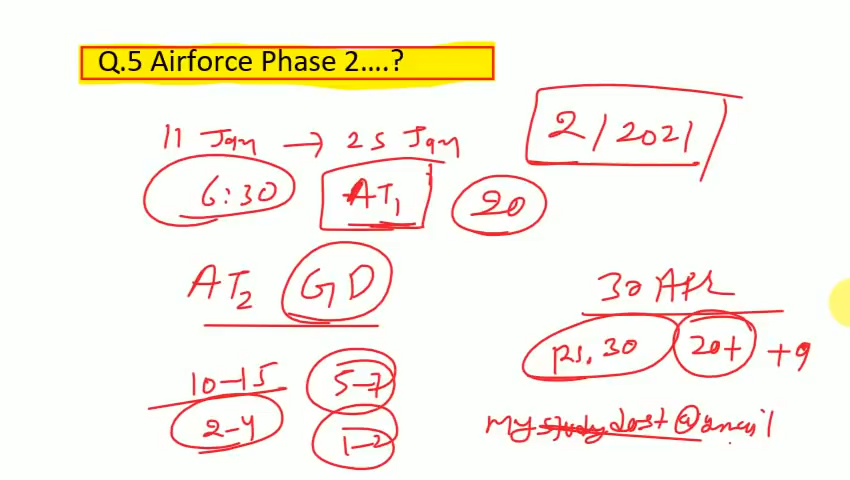 Q.5 Airforce Phase 2....?
11 Jan → 25 Jan
2/2021
6:30 AT1 20
AT2 GD
30 APR
Rs. 30 20+ +9
10-15 5-7
2-4 1-2